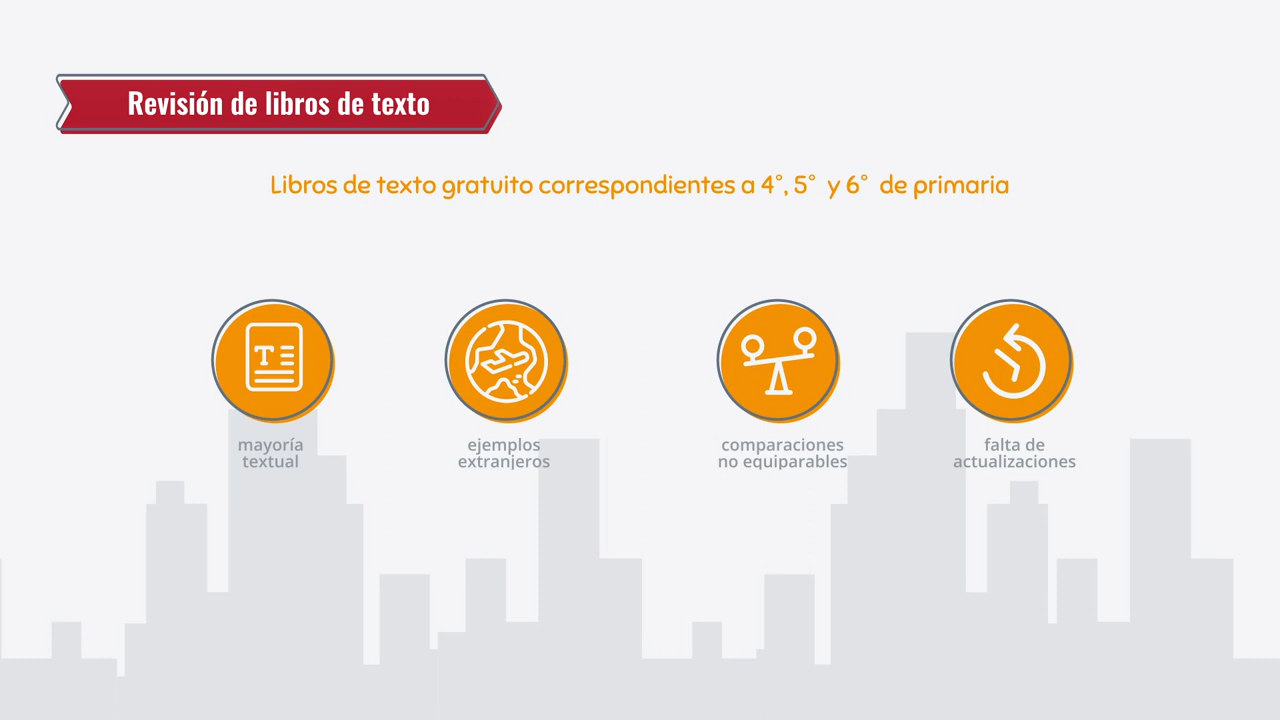 Revisión de libros de texto
Libros de texto gratuito correspondientes a 4°, 5° y 6° de primaria
T
mayoría
textual
ejemplos
extranjeros
comparaciones
no equiparables
falta de
actualizaciones